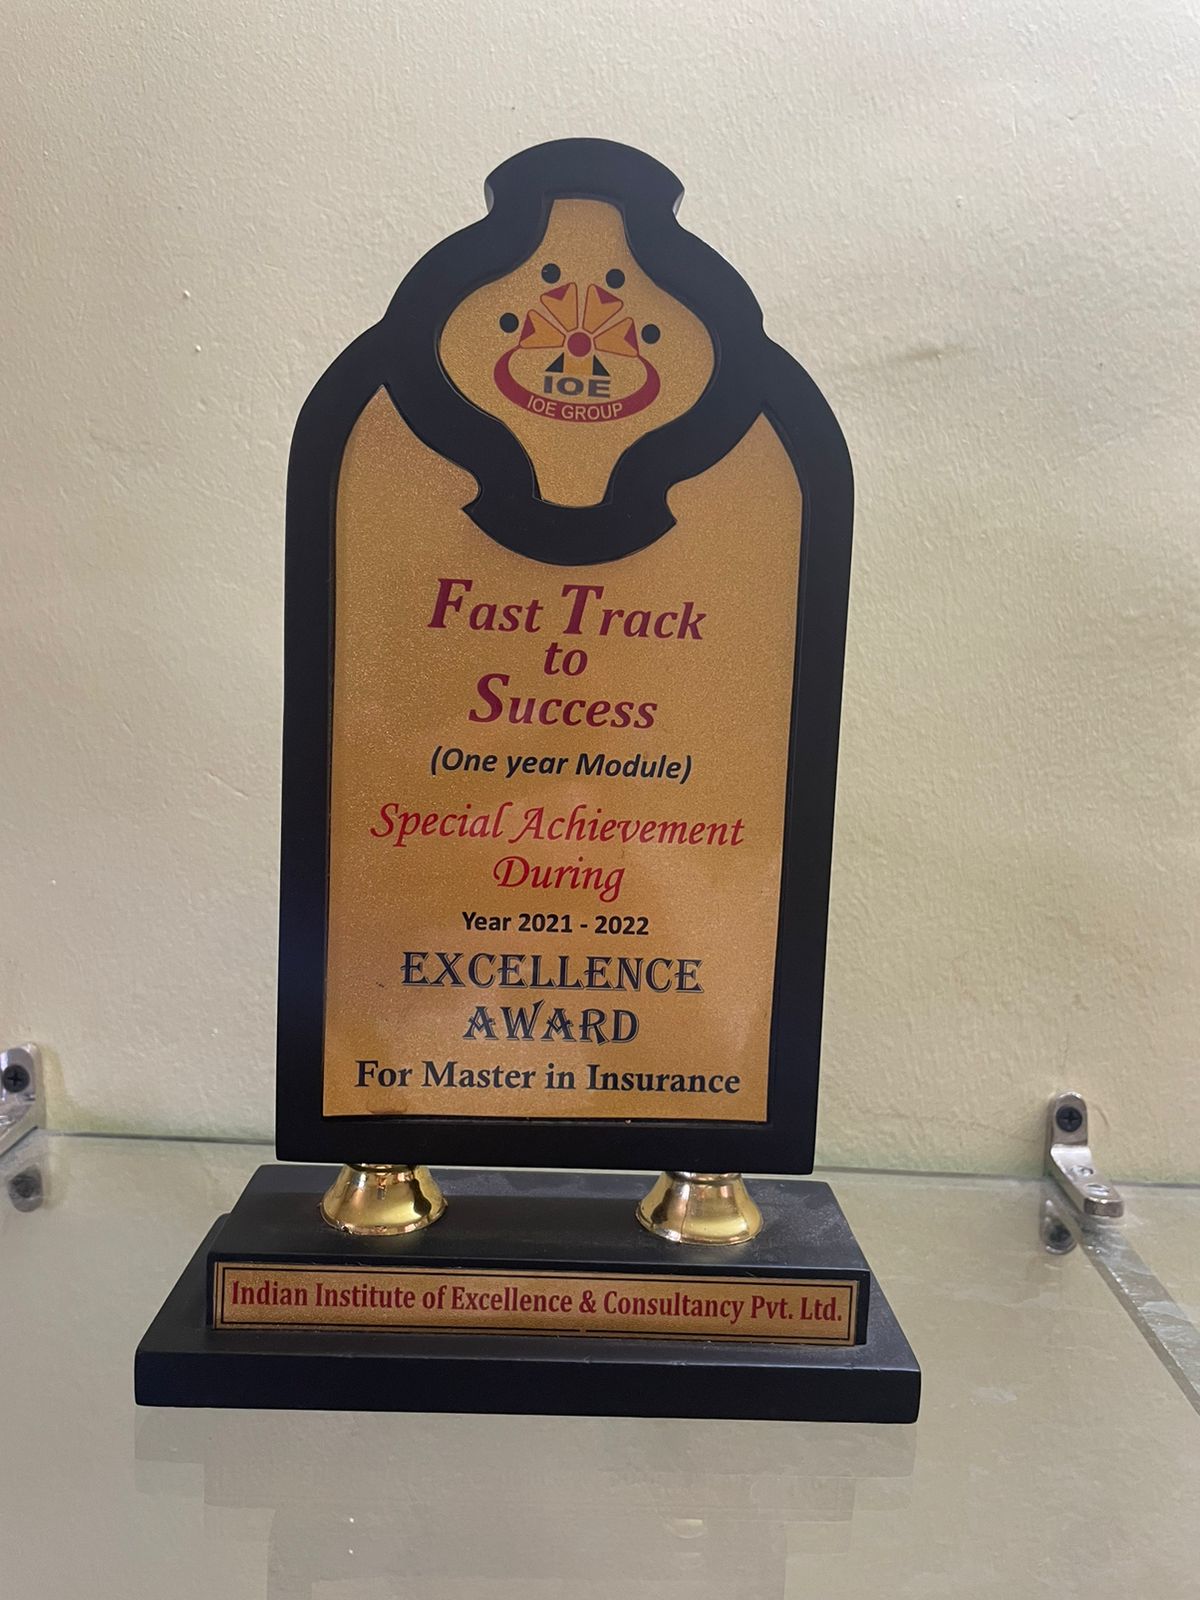 IOE
IOE GROUP
Fast Track
to
Success
(One year Module)
Special Achievement
During
Year 2021 - 2022
EXCELLENCE
AWARD
For Master in Insurance
Indian Institute of Excellence & Consultancy Pvt. Ltd.